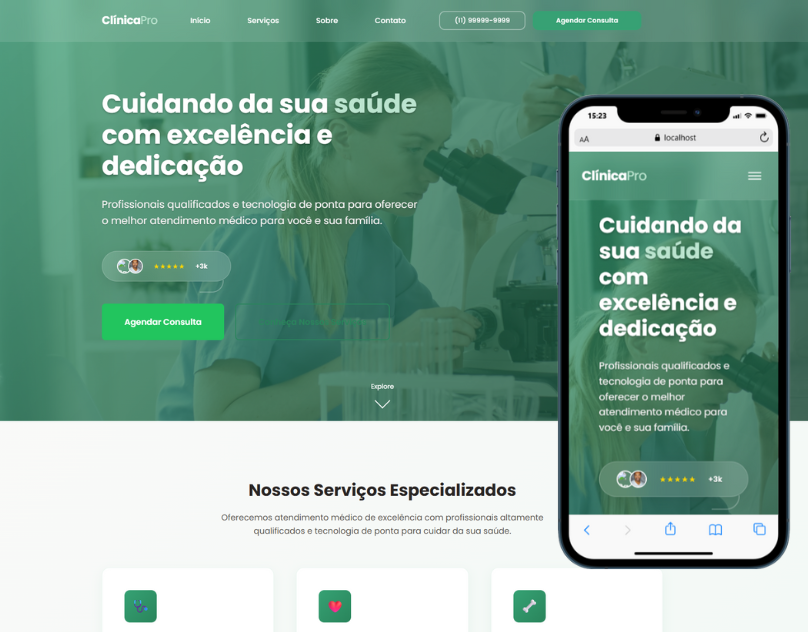 ClínicaPro
Início
Serviços
Sobre
Contato
(11) 99999-9999
Agendar Consulta
Cuidando da sua saúde
com excelência e
dedicação
Profissionais qualificados e tecnologia de ponta para oferecer
o melhor atendimento médico para você e sua família.
★★★★★ +3k
Agendar Consulta
Explore
Nossos Serviços Especializados
Oferecemos atendimento médico de excelência com profissionais altamente
qualificados e tecnologia de ponta para cuidar da sua saúde.
15:23
AA
localhost
ClínicaPro
Cuidando da
sua saúde
com
excelência e
dedicação
Profissionais qualificados e
tecnologia de ponta para
oferecer o melhor
atendimento médico para
você e sua família.
★★★★★ +3k